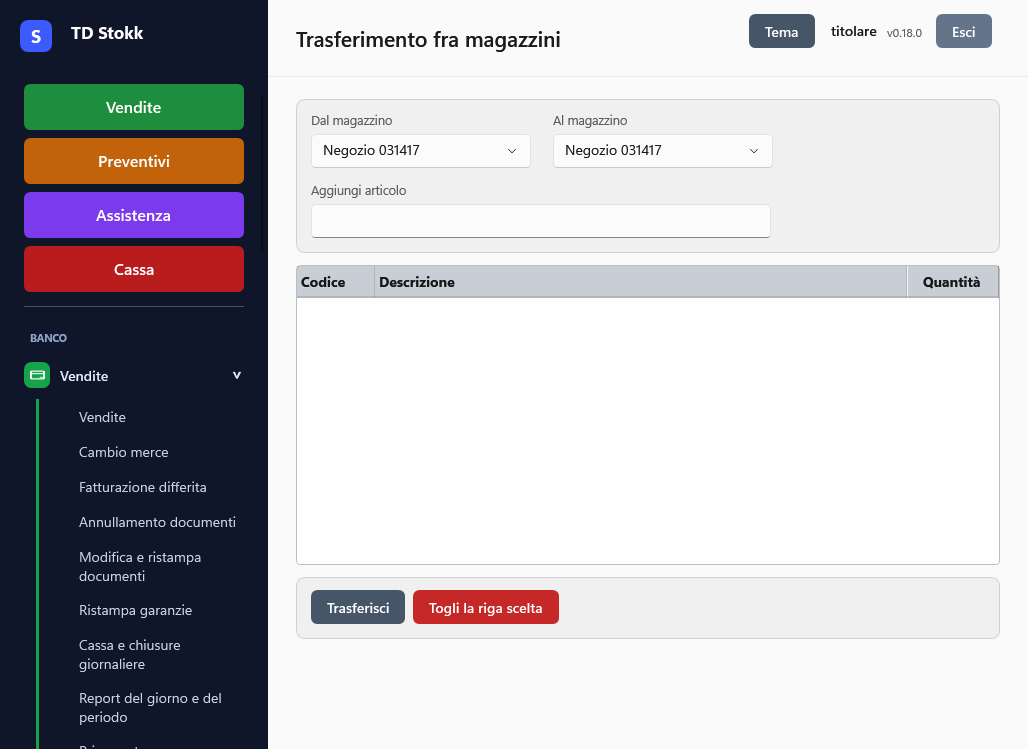 S
TD Stokk
Trasferimento fra magazzini
Tema
titolare
v0.18.0
Esci
Vendite
Preventivi
Assistenza
Cassa
BANCO
Vendite
Vendite
Cambio merce
Fatturazione differita
Annullamento documenti
Modifica e ristampa
documenti
Ristampa garanzie
Cassa e chiusure
giornaliere
Report del giorno e del
periodo
Dal magazzino
Al magazzino
Negozio 031417
Negozio 031417
Aggiungi articolo
Codice
Descrizione
Quantità
Trasferisci
Togli la riga scelta